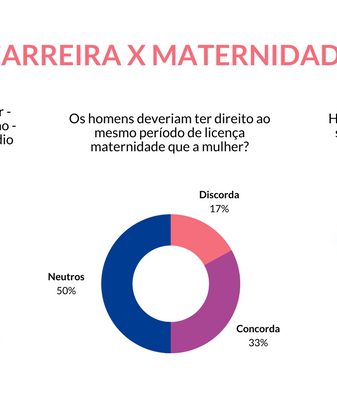 CARREIRA X MATERNIDAD
r -
o -
dio
Os homens deveriam ter direito ao
mesmo período de licença
maternidade que a mulher?
H
s
Discorda
17%
Neutros
50%
Concorda
33%